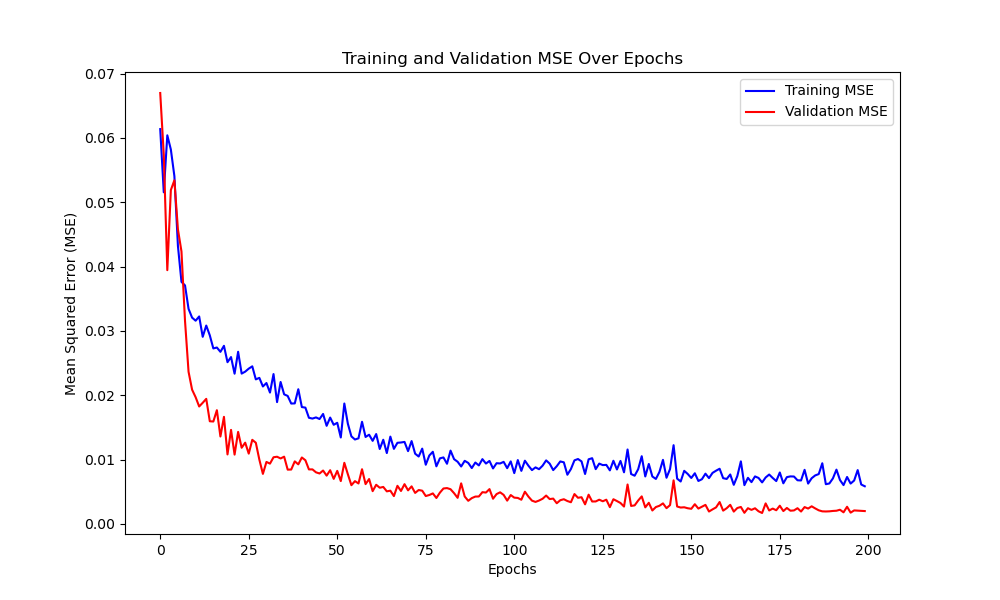 Training and Validation MSE Over Epochs
Training MSE
Validation MSE
Mean Squared Error (MSE)
0.07
0.06
0.05
0.04
0.03
0.02
0.01
0.00
0 25 50 75 100 125 150 175 200
Epochs